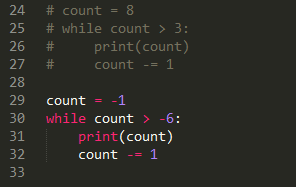 24 # count = 8
25 # while count > 3:
26 #     print(count)
27 #     count -= 1
28
29 count = -1
30 while count > -6:
31     print(count)
32     count -= 1
33